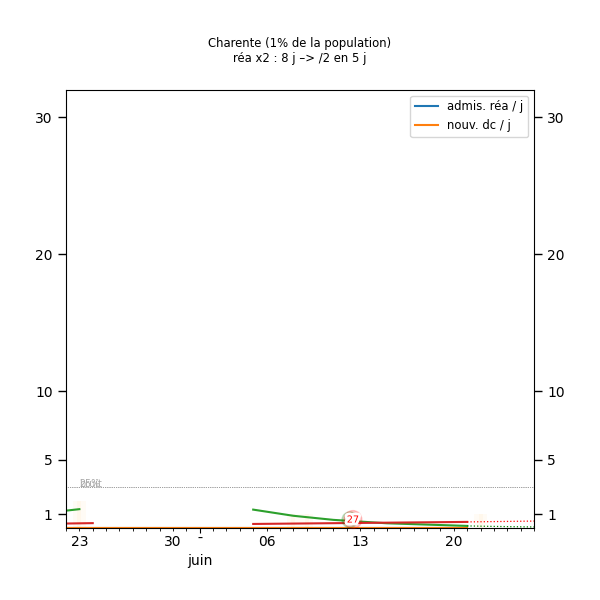 Charente (1% de la population)
réa x2 : 8 j –> /2 en 5 j
admis. réa / j
nouv. dc / j
30 30
20 20
10 10
5 5
1 1
27
23 30 - 06 13 20
juin